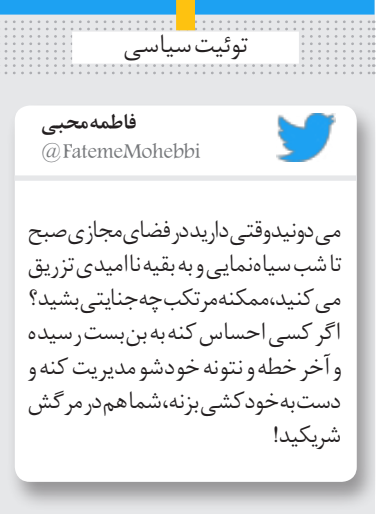 توئیت سیاسی
فاطمه محبی
@FatemeMohebbi
می‌دونید وقتی دارید در فضای مجازی صبح
تا شب سیاه‌نمایی و به بقیه ناامیدی تزریق
می‌کنید، ممکنه مرتکب چه جنایتی بشید؟
اگر کسی احساس کنه به بن‌بست رسیده
و آخر خطه و نتونه خودشو مدیریت کنه و
دست به خودکشی بزنه، شما هم در مرگش
شریکید!